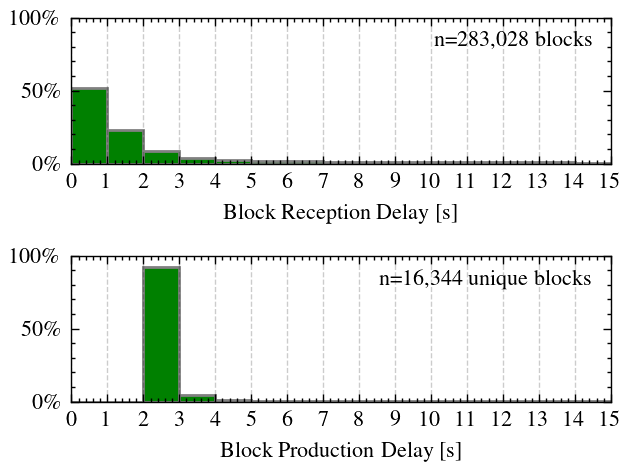 100%
n=283,028 blocks
50%
0%
0 1 2 3 4 5 6 7 8 9 10 11 12 13 14 15
Block Reception Delay [s]
100%
n=16,344 unique blocks
50%
0%
0 1 2 3 4 5 6 7 8 9 10 11 12 13 14 15
Block Production Delay [s]